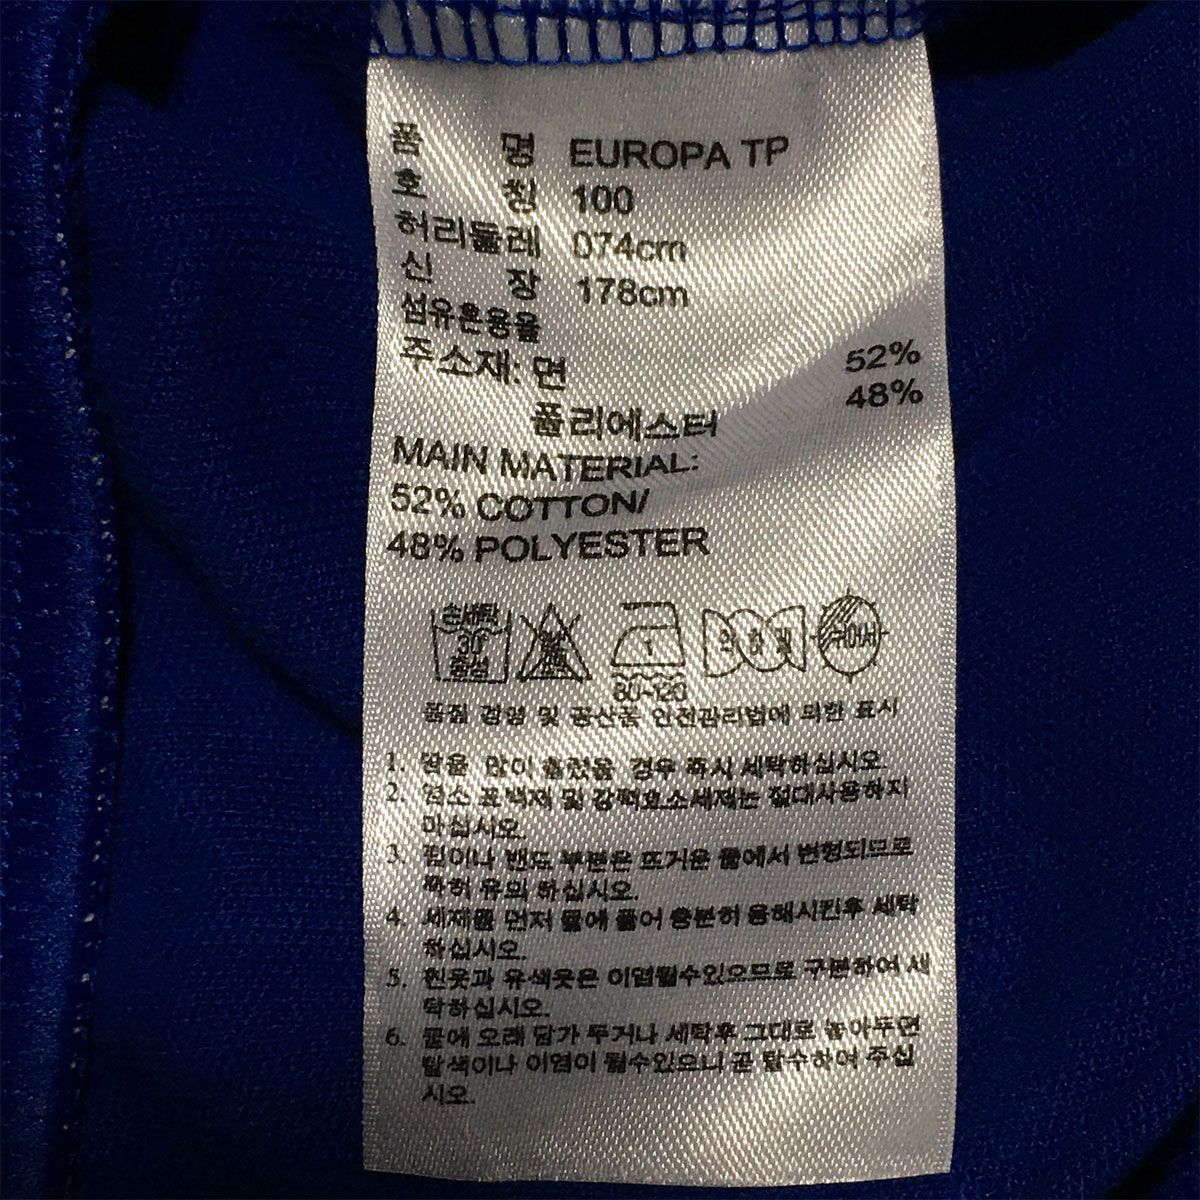 품 명 EUROPA TP
호 칭 100
허리둘레 074cm
신 장 178cm
섬유혼용율
주소재: 면 52%
폴리에스터 48%
MAIN MATERIAL:
52% COTTON/
48% POLYESTER
손세탁 30° 중성 1 80~120
품질 경영 및 공산품 안전관리법에 의한 표시
1. 땀을 많이 흘렸을 경우 즉시 세탁하십시오.
2. 염소 표백제 및 강력효소세제는 절대사용하지
마십시오.
3. 핍이나 밴드 부분은 뜨거운 물에서 변형되므로
특허 유의 하십시오.
4. 세재를 먼저 물에 풀어 충분허 용해시킨후 세탁
하십시오.
5. 흰옷과 유색옷은 이염될수있으므로 구분하여 세
탁하십시오.
6. 물에 오래 담가 두거나 세탁후 그대로 놓아두면
탈색이나 이염이 될수있으니 곧 탈수하여 주십
시오.